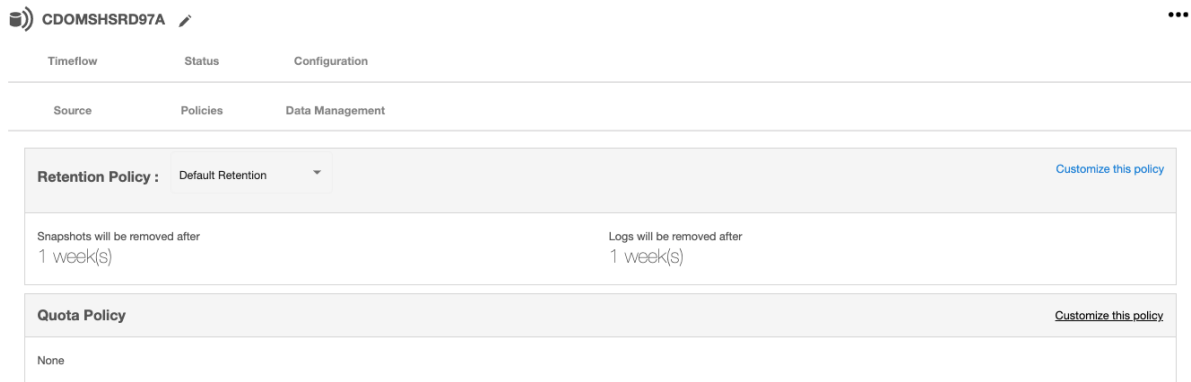 CDOMSHSRD97A
Timeflow Status Configuration
Source Policies Data Management
Retention Policy : Default Retention Customize this policy
Snapshots will be removed after Logs will be removed after
1 week(s) 1 week(s)
Quota Policy Customize this policy
None